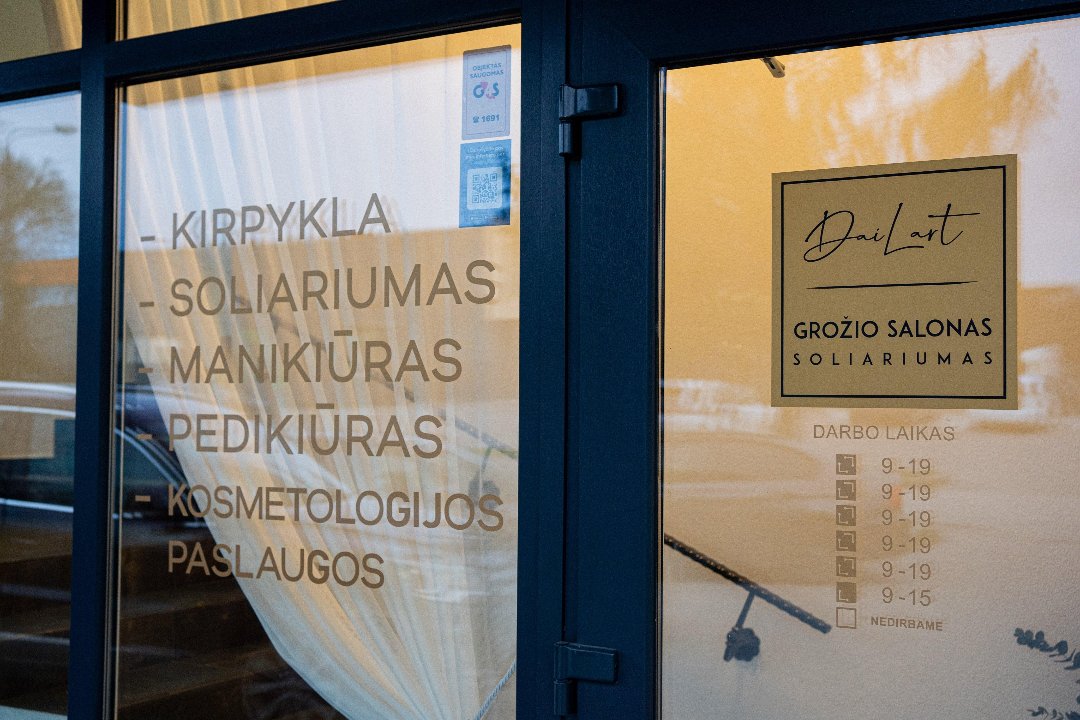 OBJEKTAS
SAUGOMAS
G4S
☎ 1691
- KIRPYKLA
- SOLIARIUMAS
- MANIKIŪRAS
- PEDIKIŪRAS
- KOSMETOLOGIJOS
PASLAUGOS
DaiLart
GROŽIO SALONAS
SOLIARIUMAS
DARBO LAIKAS
9-19
9-19
9-19
9-19
9-19
9-15
NEDIRBAME